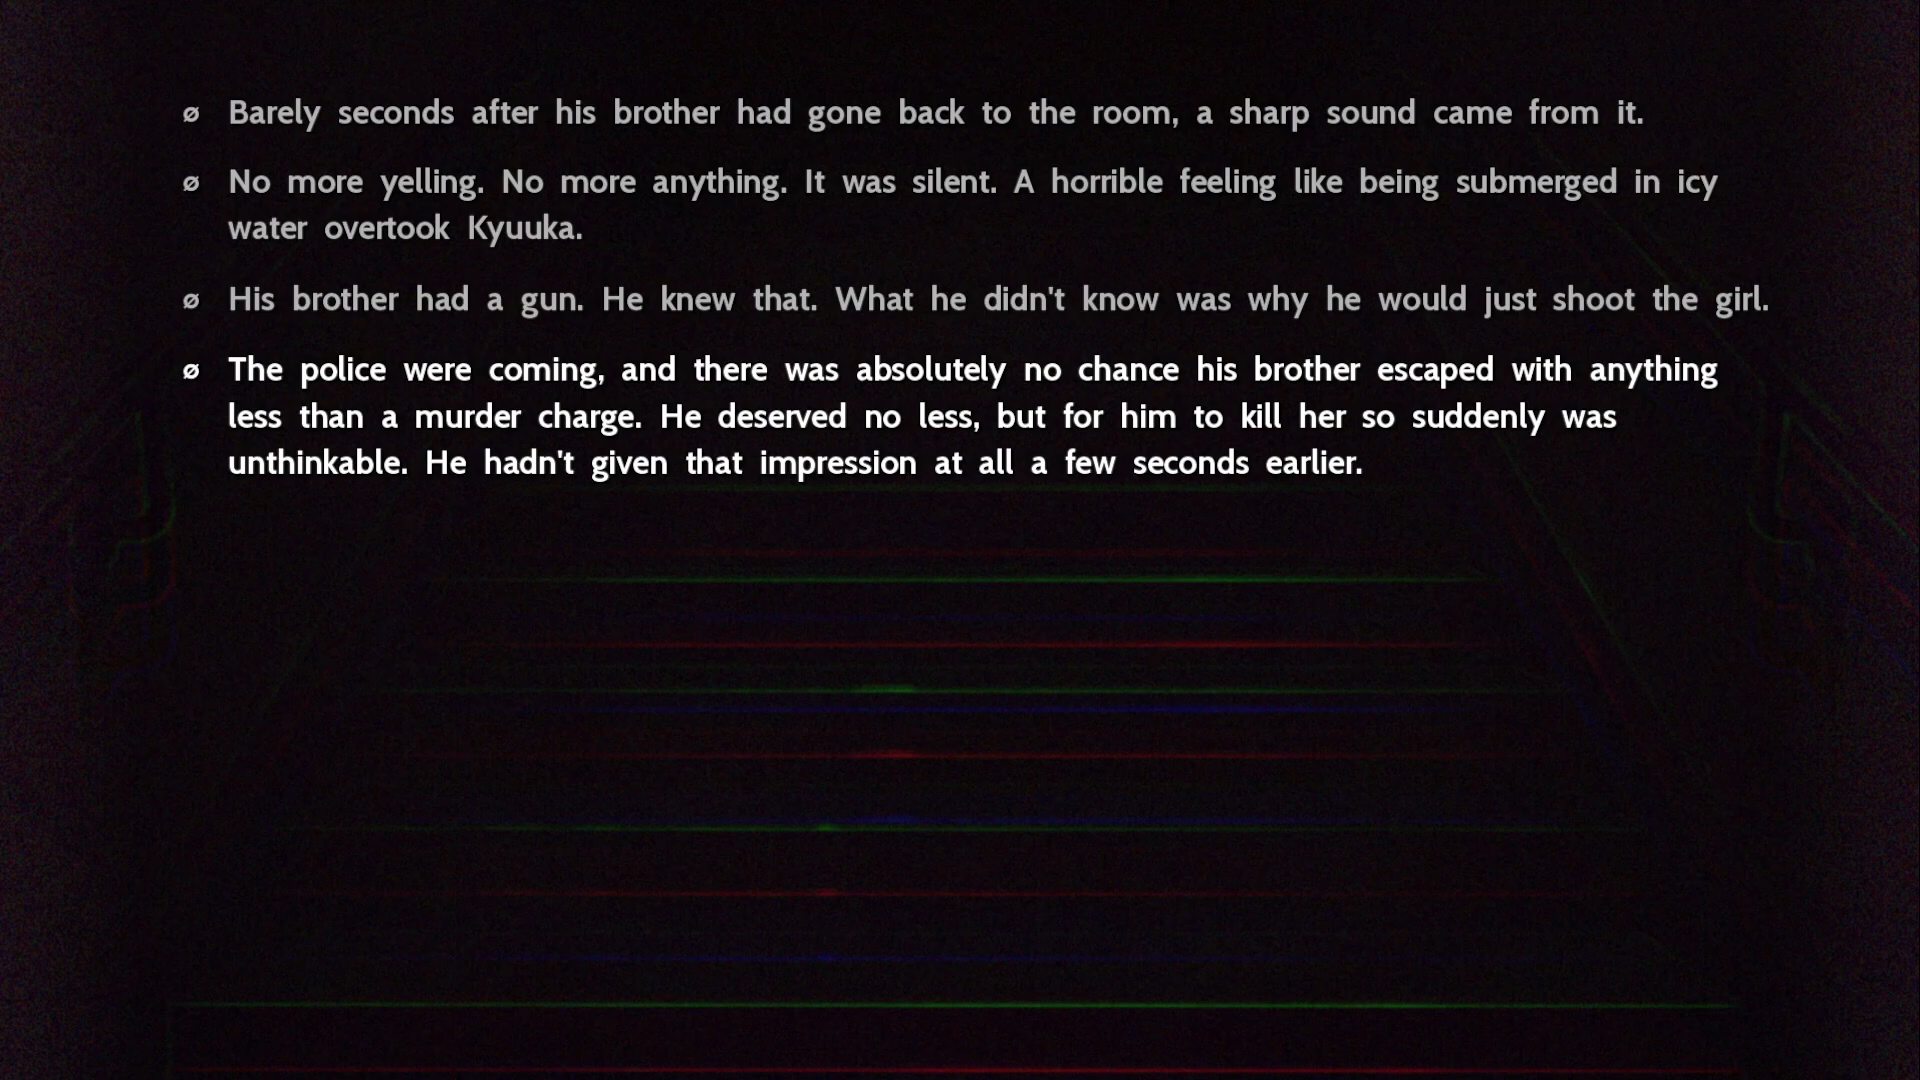 ø Barely seconds after his brother had gone back to the room, a sharp sound came from it.
ø No more yelling. No more anything. It was silent. A horrible feeling like being submerged in icy
water overtook Kyuuka.
ø His brother had a gun. He knew that. What he didn't know was why he would just shoot the girl.
ø The police were coming, and there was absolutely no chance his brother escaped with anything
less than a murder charge. He deserved no less, but for him to kill her so suddenly was
unthinkable. He hadn't given that impression at all a few seconds earlier.